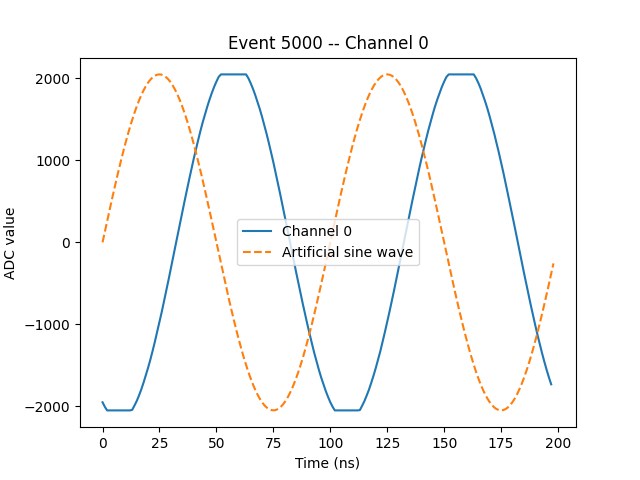 Event 5000 -- Channel 0
ADC value
2000
1000
0
−1000
−2000
Channel 0
Artificial sine wave
0 25 50 75 100 125 150 175 200
Time (ns)